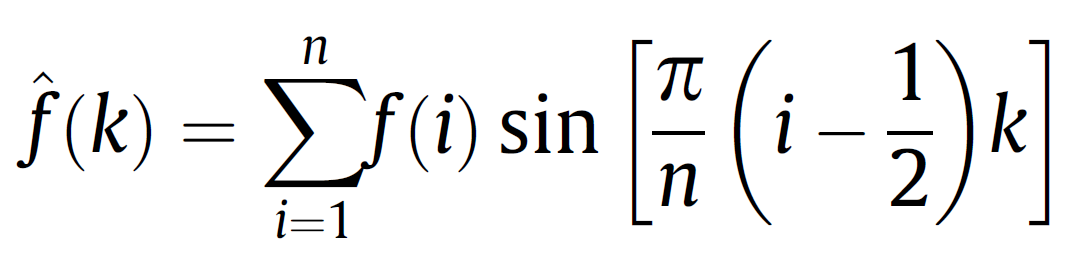 f̂(k) = ∑_{i=1}^{n} f(i) sin [π/n (i − 1/2) k]